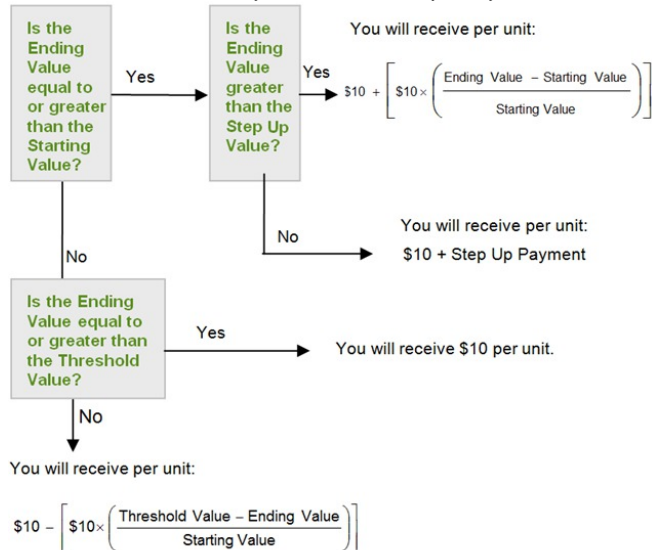 Is the
Ending
Value
equal to
or greater
than the
Starting
Value?
Yes
Is the
Ending
Value
greater
than the
Step Up
Value?
Yes
You will receive per unit:
$10 + [ $10 × ( Ending Value – Starting Value
Starting Value ) ]
No
You will receive per unit:
$10 + Step Up Payment
No
Is the Ending
Value equal to
or greater than
the Threshold
Value?
Yes
You will receive $10 per unit.
No
You will receive per unit:
$10 – [ $10× ( Threshold Value – Ending Value
Starting Value ) ]